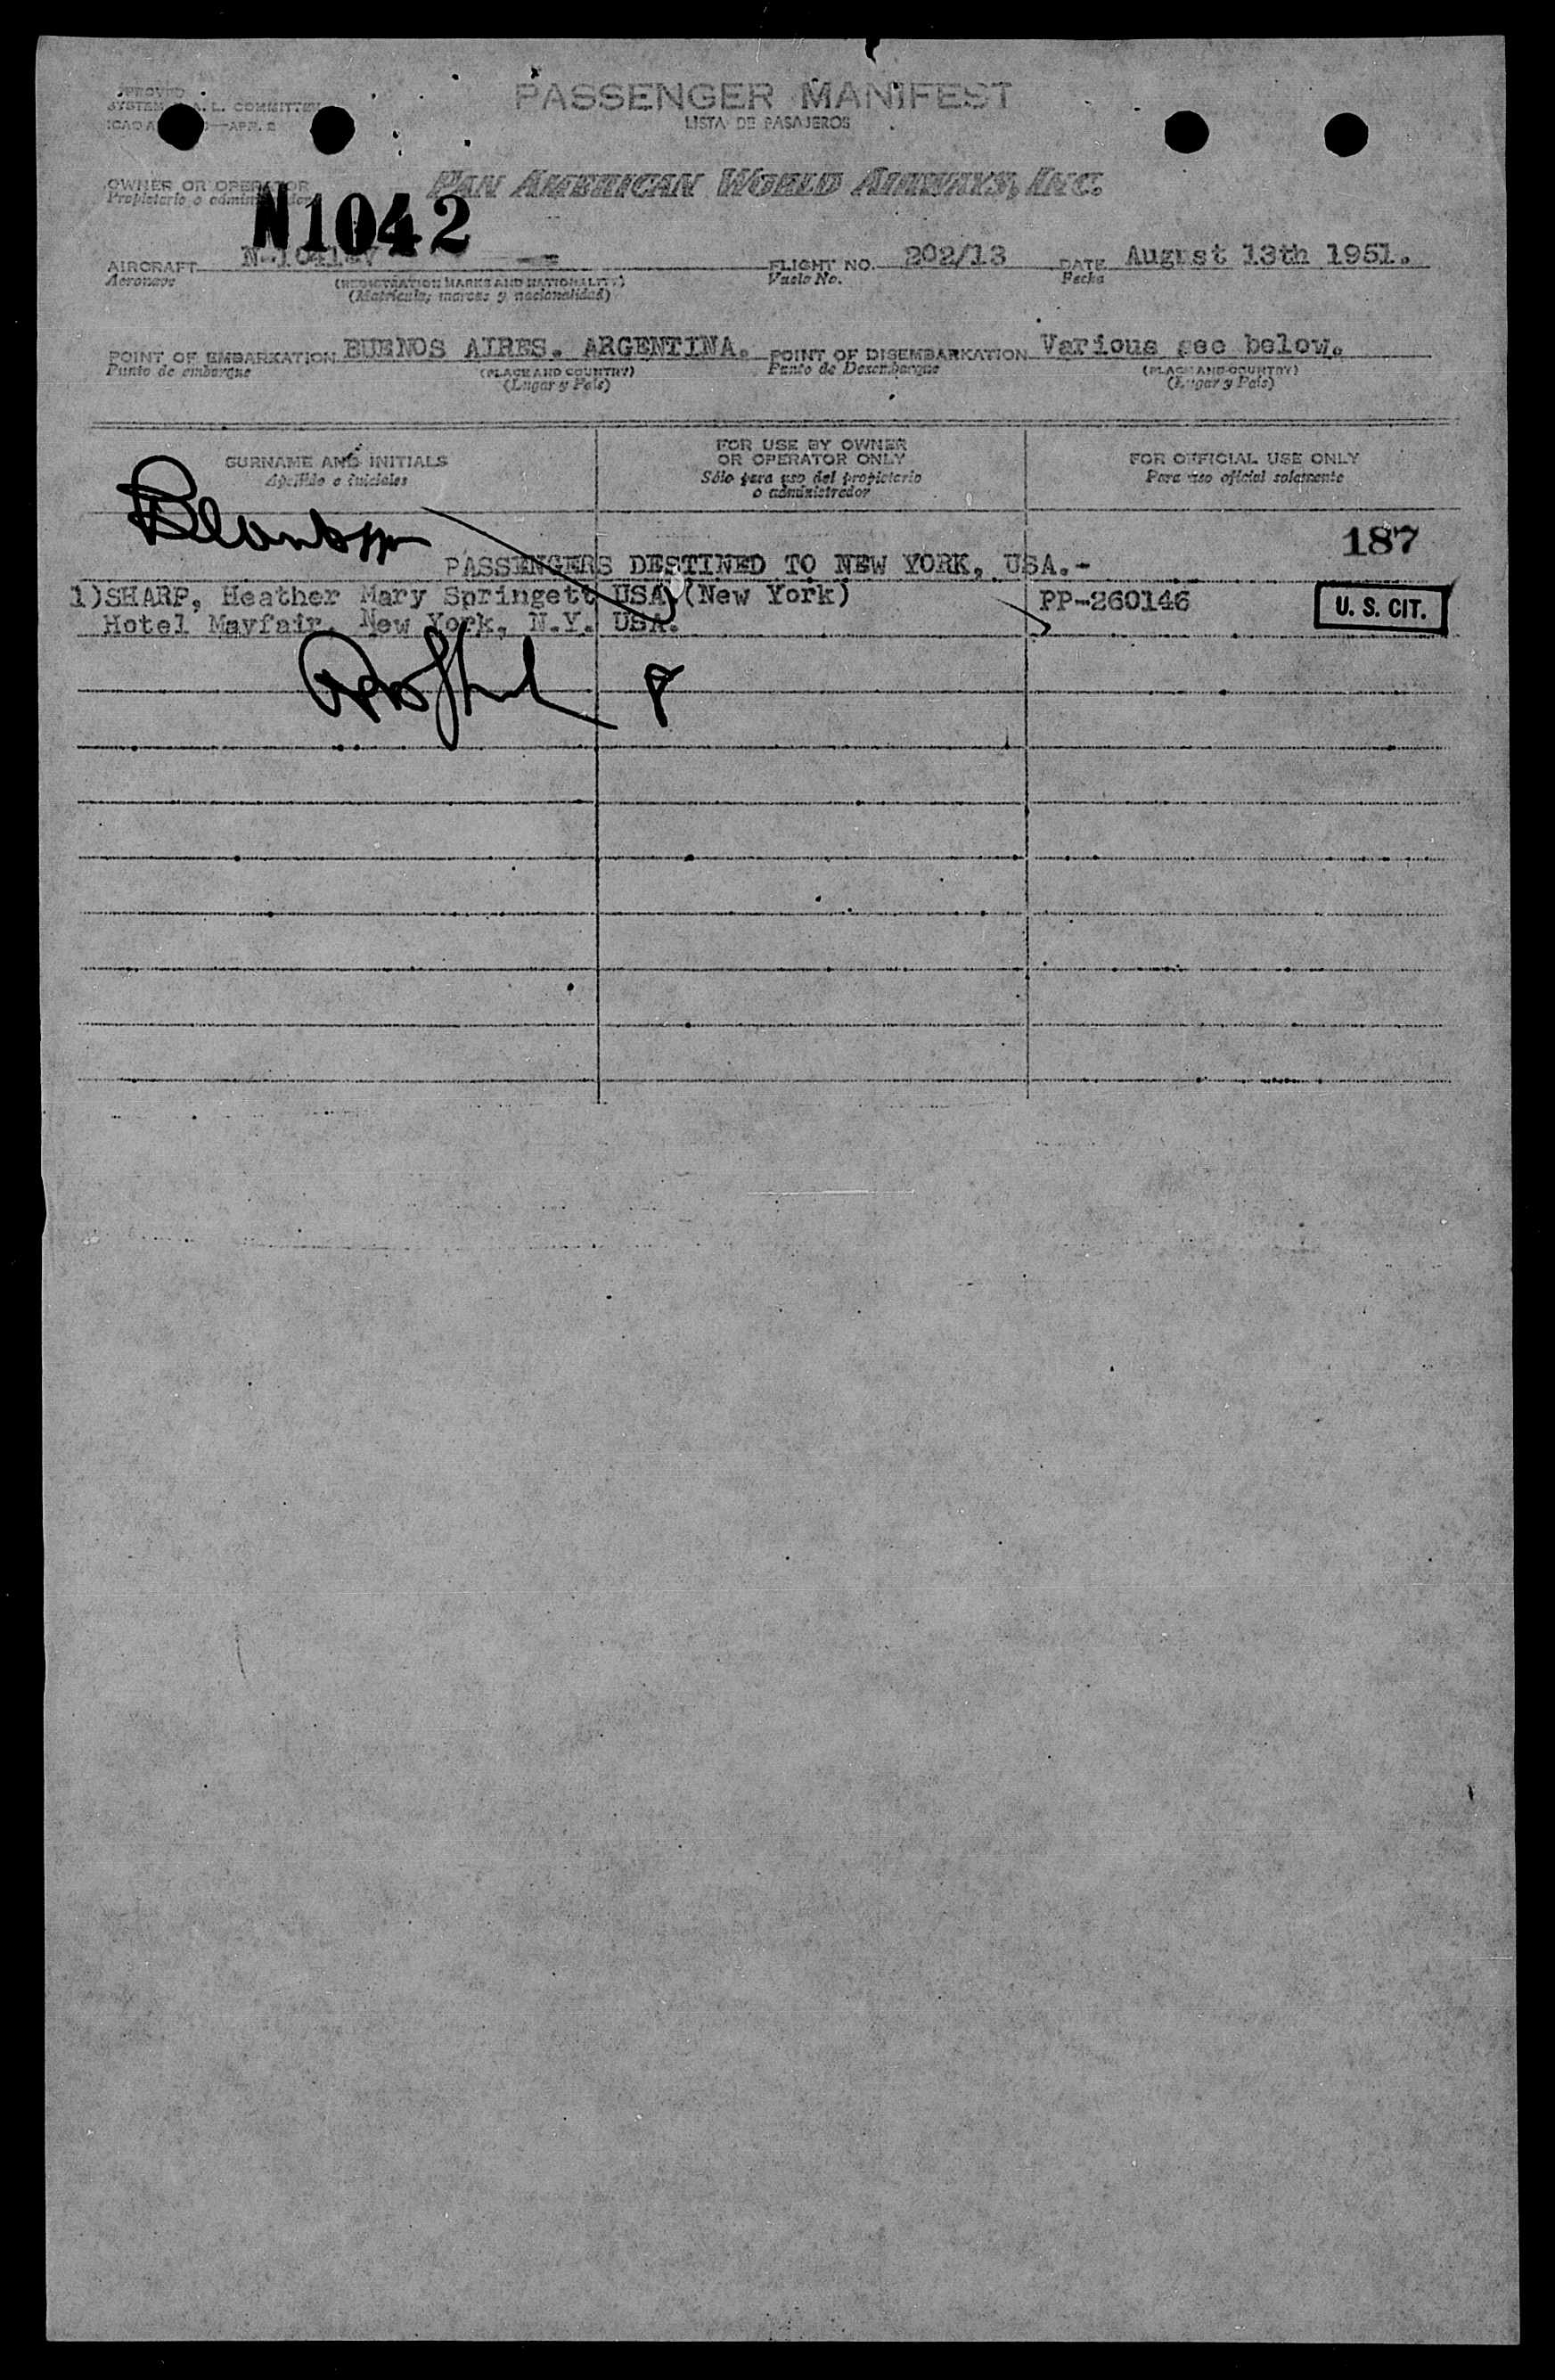 PASSENGER MANIFEST
LISTA DE PASAJEROS
OWNER OR OPERATOR
PAN AMERICAN WORLD AIRWAYS, INC.
Propietario o
N1042
AIRCRAFT FLIGHT NO. 202/13 DATE August 13th 1951.
Aeronave (REGISTRATION MARKS AND NATIONALITY) Vuelo No. Fecha
(Matrícula, marcas y nacionalidad)
POINT OF EMBARKATION BUENOS AIRES. ARGENTINA. POINT OF DISEMBARKATION Various see below.
Punto de embarque (PLACE AND COUNTRY) Punto de Desembarque (PLACE AND COUNTRY)
(Lugar y País) (Lugar y País)
SURNAME AND INITIALS FOR USE BY OWNER OR OPERATOR ONLY FOR OFFICIAL USE ONLY
Apellido e iniciales Sólo para uso del propietario o administrador Para uso oficial solamente
187
PASSENGERS DESTINED TO NEW YORK, USA.-
1)SHARP, Heather Mary Springett USA (New York) PP-260146 U. S. CIT.
Hotel Mayfair. New York, N.Y. USA.